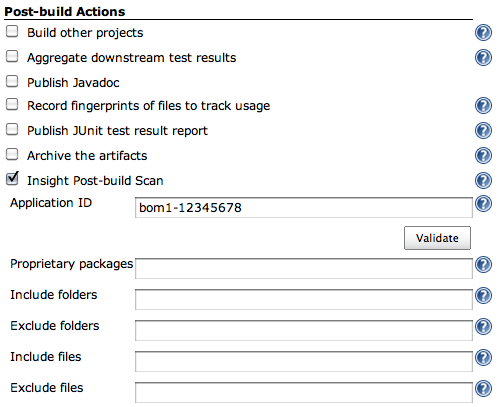 Post-build Actions
Build other projects
Aggregate downstream test results
Publish Javadoc
Record fingerprints of files to track usage
Publish JUnit test result report
Archive the artifacts
Insight Post-build Scan
Application ID bom1-12345678
Validate
Proprietary packages
Include folders
Exclude folders
Include files
Exclude files